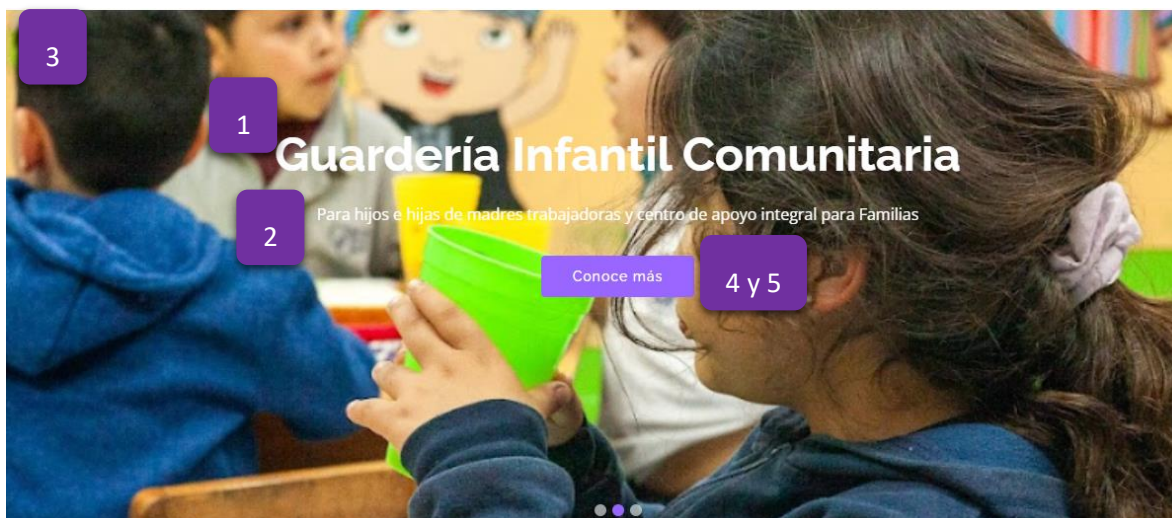 3
1
Guardería Infantil Comunitaria
2
Para hijos e hijas de madres trabajadoras y centro de apoyo integral para Familias
Conoce más
4 y 5